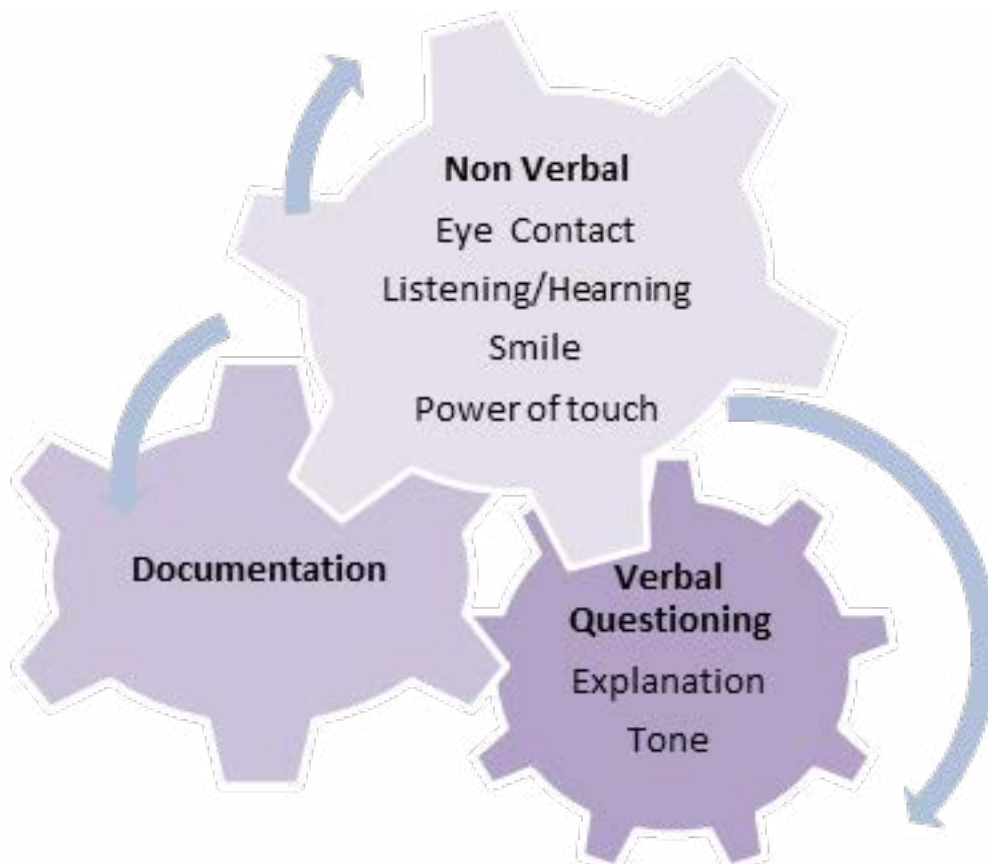 Non Verbal
Eye Contact
Listening/Hearning
Smile
Power of touch
Documentation
Verbal
Questioning
Explanation
Tone